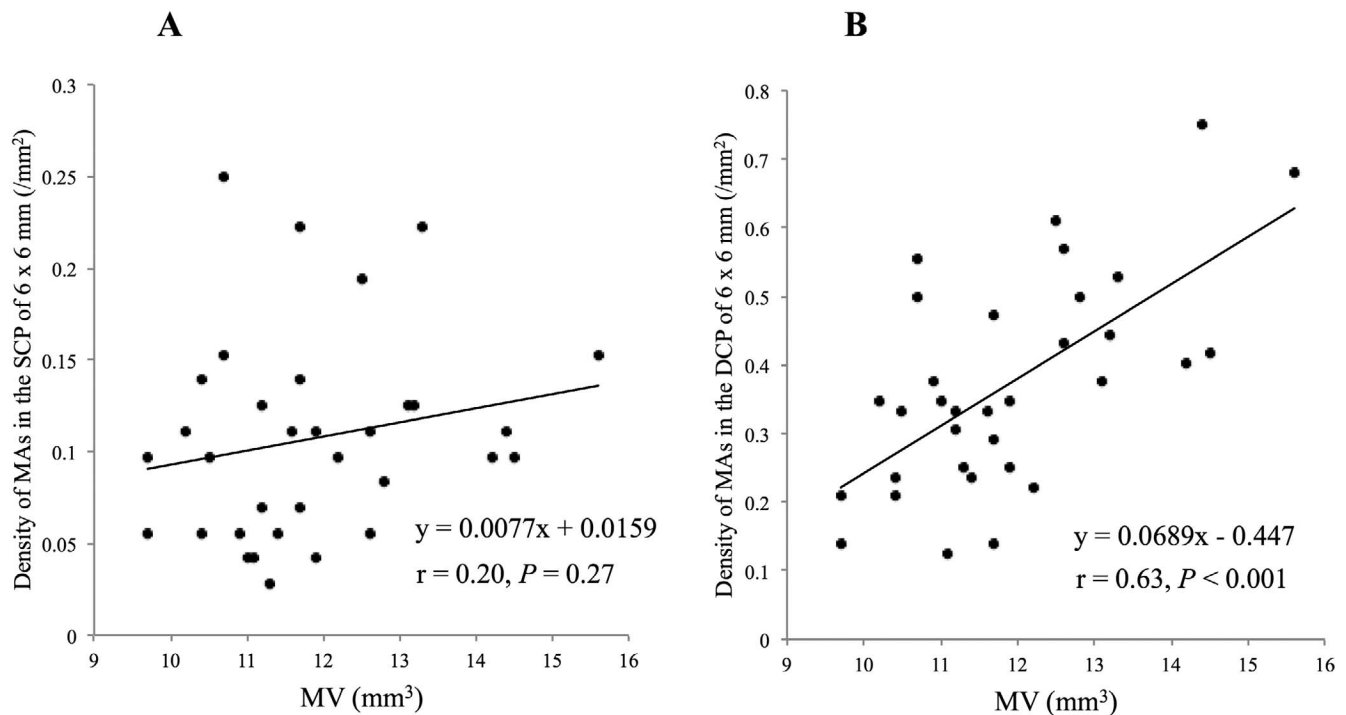 A
Density of MAs in the SCP of 6 x 6 mm (/mm²)
0.3
0.25
0.2
0.15
0.1
0.05
0
9 10 11 12 13 14 15 16
MV (mm³)
y = 0.0077x + 0.0159
r = 0.20, P = 0.27
B
Density of MAs in the DCP of 6 x 6 mm (/mm²)
0.8
0.7
0.6
0.5
0.4
0.3
0.2
0.1
0
9 10 11 12 13 14 15 16
MV (mm³)
y = 0.0689x - 0.447
r = 0.63, P < 0.001